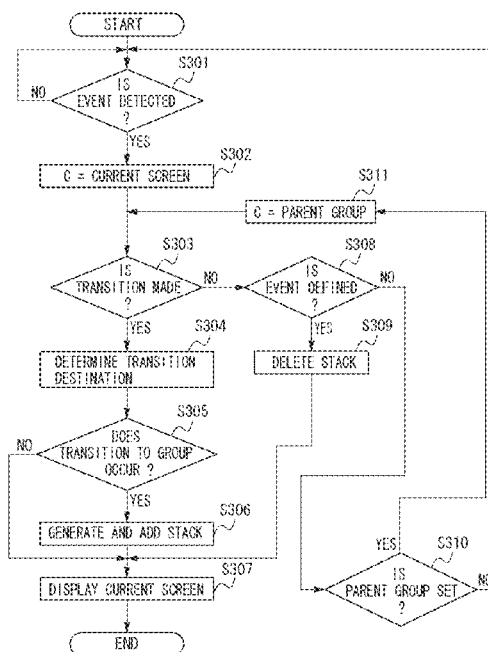 START
S301
IS
EVENT DETECTED
?
NO
YES
S302
C = CURRENT SCREEN
S311
C = PARENT GROUP
S303
IS
TRANSITION MADE
?
NO
YES
S308
IS
EVENT DEFINED
?
NO
YES
S304
DETERMINE TRANSITION
DESTINATION
S309
DELETE STACK
S305
DOES
TRANSITION TO GROUP
OCCUR ?
NO
YES
S306
GENERATE AND ADD STACK
S307
DISPLAY CURRENT SCREEN
YES
S310
IS
PARENT GROUP SET
?
NO
END